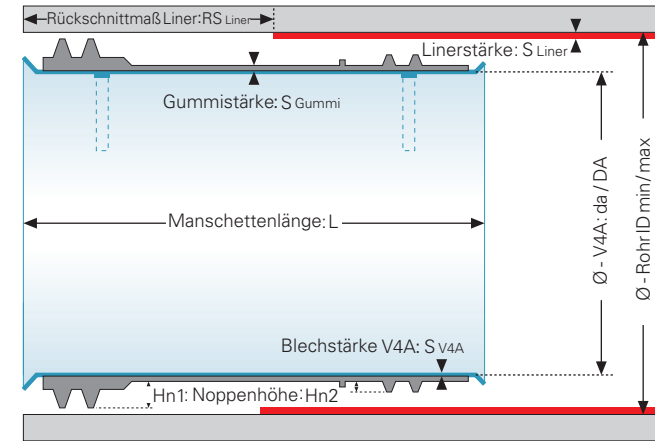 Rückschnittmaß Liner: RS Liner
Linerstärke: S Liner
Gummistärke: S Gummi
Manschettenlänge: L
Ø - V4A: da / DA
Ø - Rohr ID min / max
Blechstärke V4A: S V4A
Hn1: Noppenhöhe: Hn2